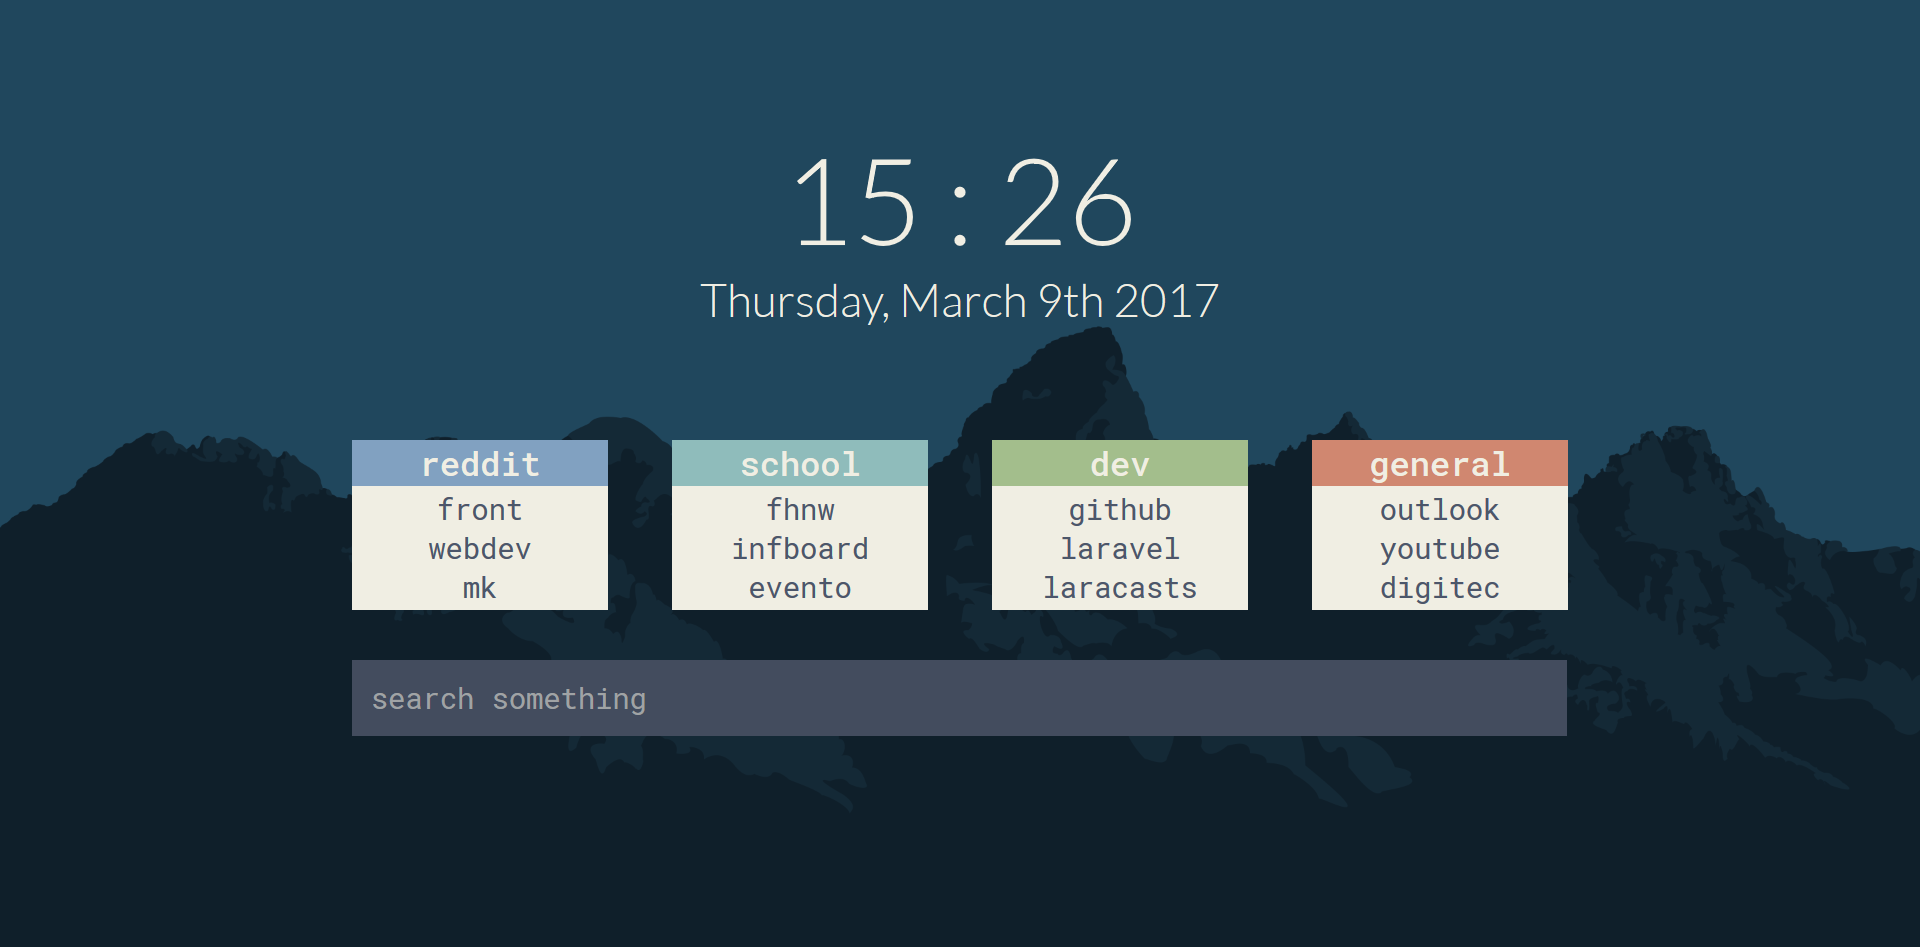 15 : 26
Thursday, March 9th 2017
reddit
front
webdev
mk
school
fhnw
infboard
evento
dev
github
laravel
laracasts
general
outlook
youtube
digitec
search something